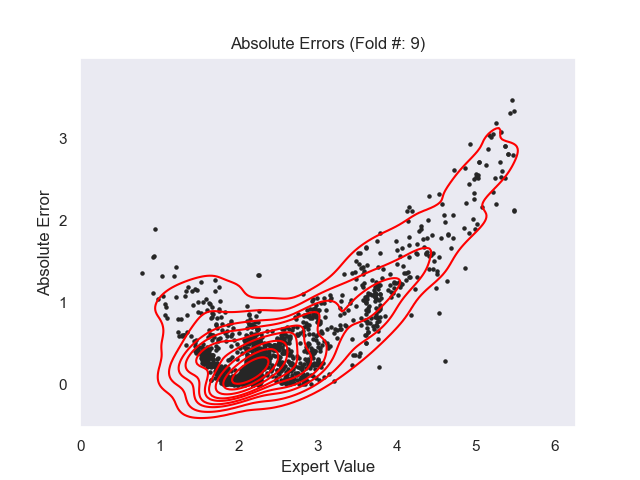 Absolute Errors (Fold #: 9)
3
2
1
0
Absolute Error
0 1 2 3 4 5 6
Expert Value